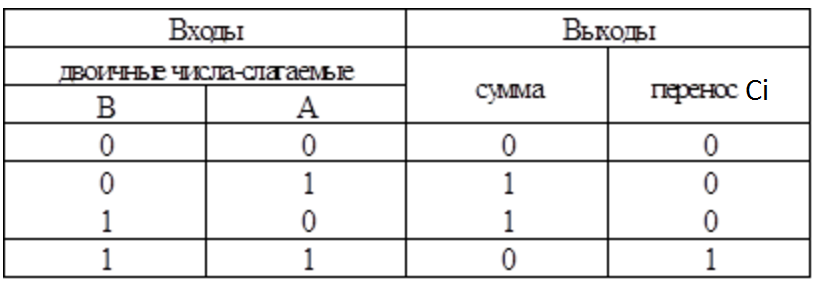 Входы Выходы
двоичные числа-слагаемые
сумма перенос Ci
B A
0 0 0 0
0 1 1 0
1 0 1 0
1 1 0 1